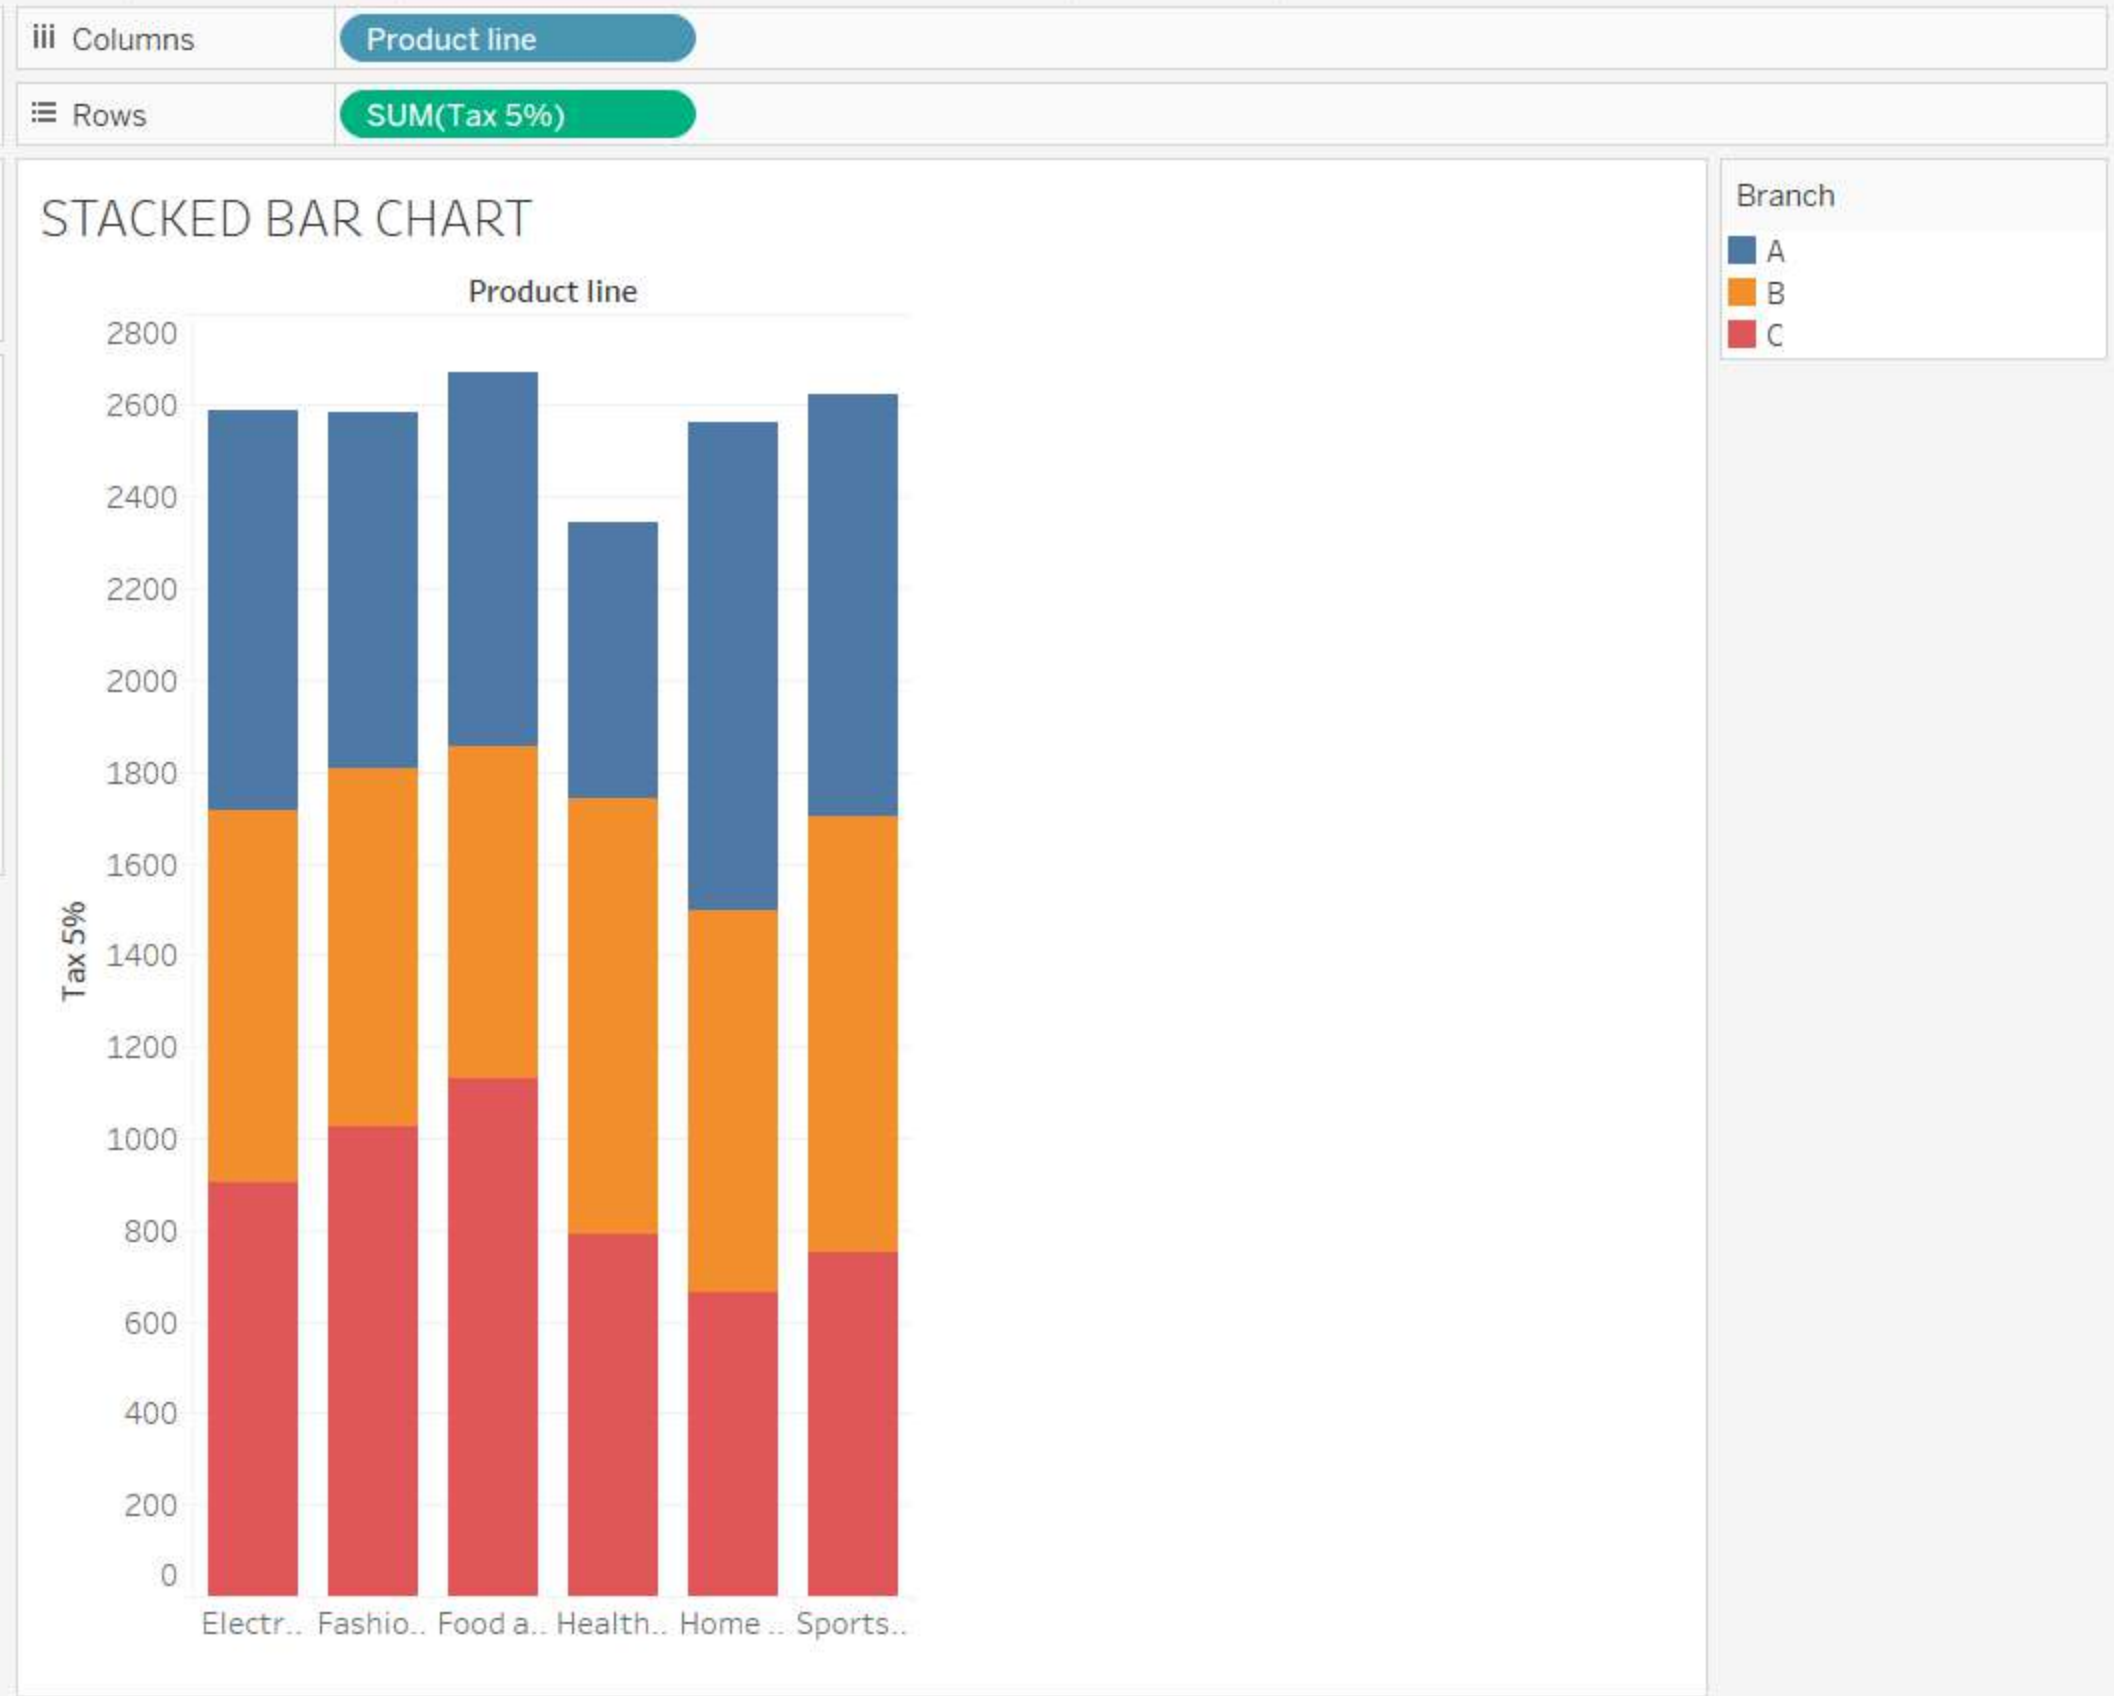 Columns
Product line
Rows
SUM(Tax 5%)
STACKED BAR CHART
Product line
2800
2600
2400
2200
2000
1800
1600
1400
1200
1000
800
600
400
200
0
Tax 5%
Electr.. Fashio.. Food a.. Health.. Home .. Sports..
Branch
A
B
C